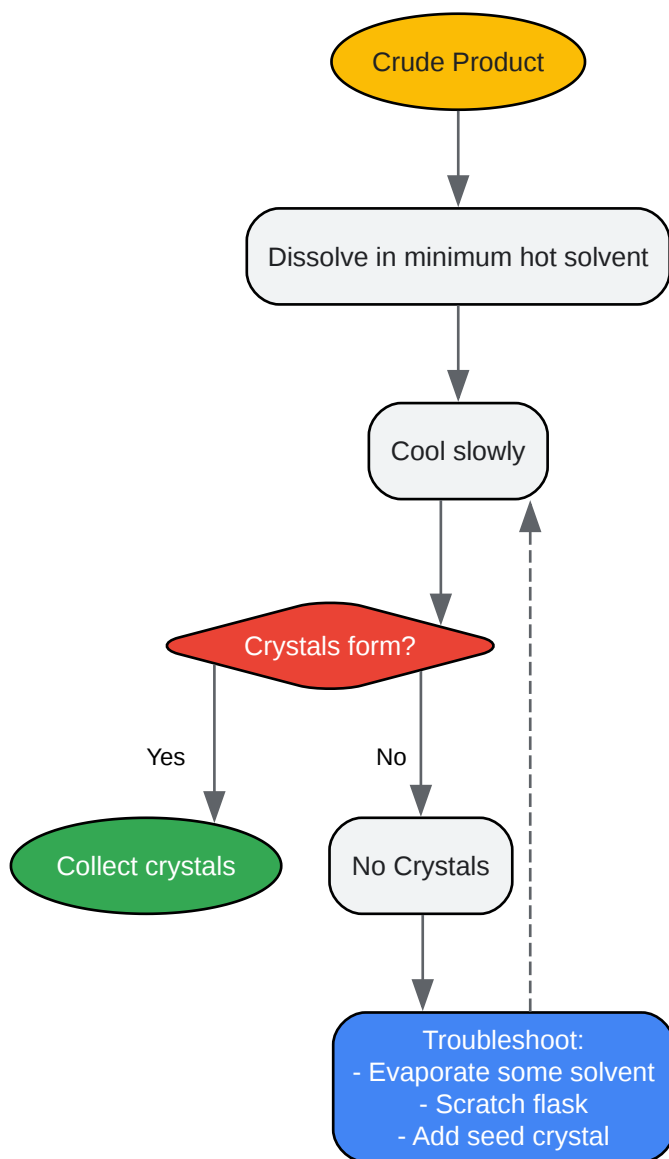 Crude Product
Dissolve in minimum hot solvent
Cool slowly
Crystals form?
Yes
No
Collect crystals
No Crystals
Troubleshoot:
- Evaporate some solvent
- Scratch flask
- Add seed crystal